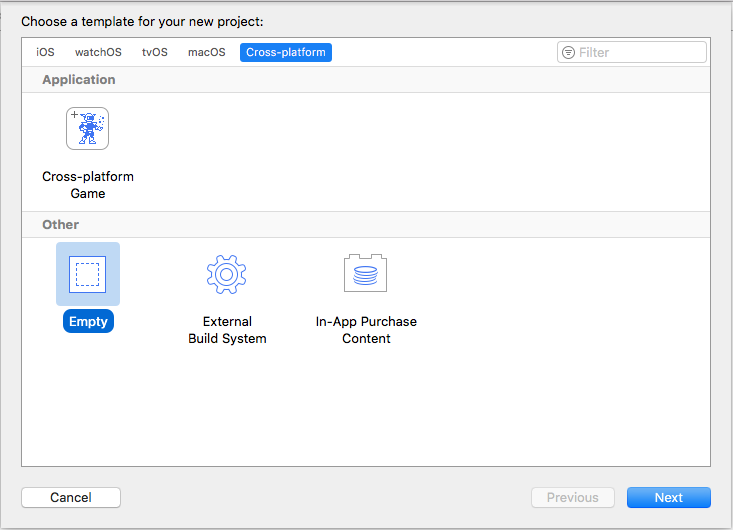 Choose a template for your new project:
iOS watchOS tvOS macOS Cross-platform Filter
Application
Cross-platform
Game
Other
Empty
External
Build System
In-App Purchase
Content
Cancel Previous Next